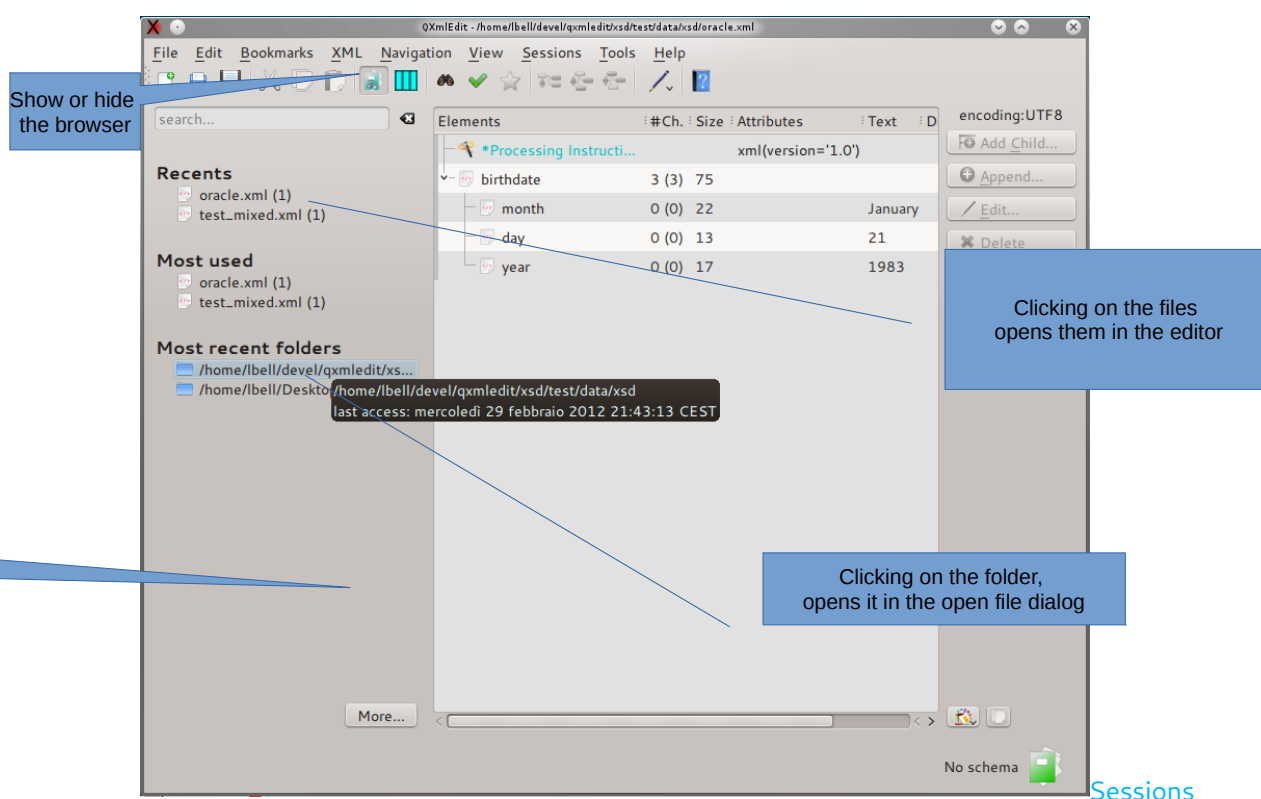 QXmlEdit - /home/lbell/devel/qxmledit/xsd/test/data/xsd/oracle.xml
File Edit Bookmarks XML Navigation View Sessions Tools Help
Show or hide
the browser
search...
Recents
oracle.xml (1)
test_mixed.xml (1)
Most used
oracle.xml (1)
test_mixed.xml (1)
Most recent folders
/home/lbell/devel/qxmledit/xs...
/home/lbell/Deskto
/home/lbell/devel/qxmledit/xsd/test/data/xsd
last access: mercoledì 29 febbraio 2012 21:43:13 CEST
More...
Elements #Ch. Size Attributes Text D
*Processing Instructi... xml(version='1.0')
birthdate 3 (3) 75
month 0 (0) 22 January
day 0 (0) 13 21
year 0 (0) 17 1983
encoding:UTF8
Add Child...
Append...
Edit...
Delete
Clicking on the files
opens them in the editor
Clicking on the folder,
opens it in the open file dialog
No schema
Sessions